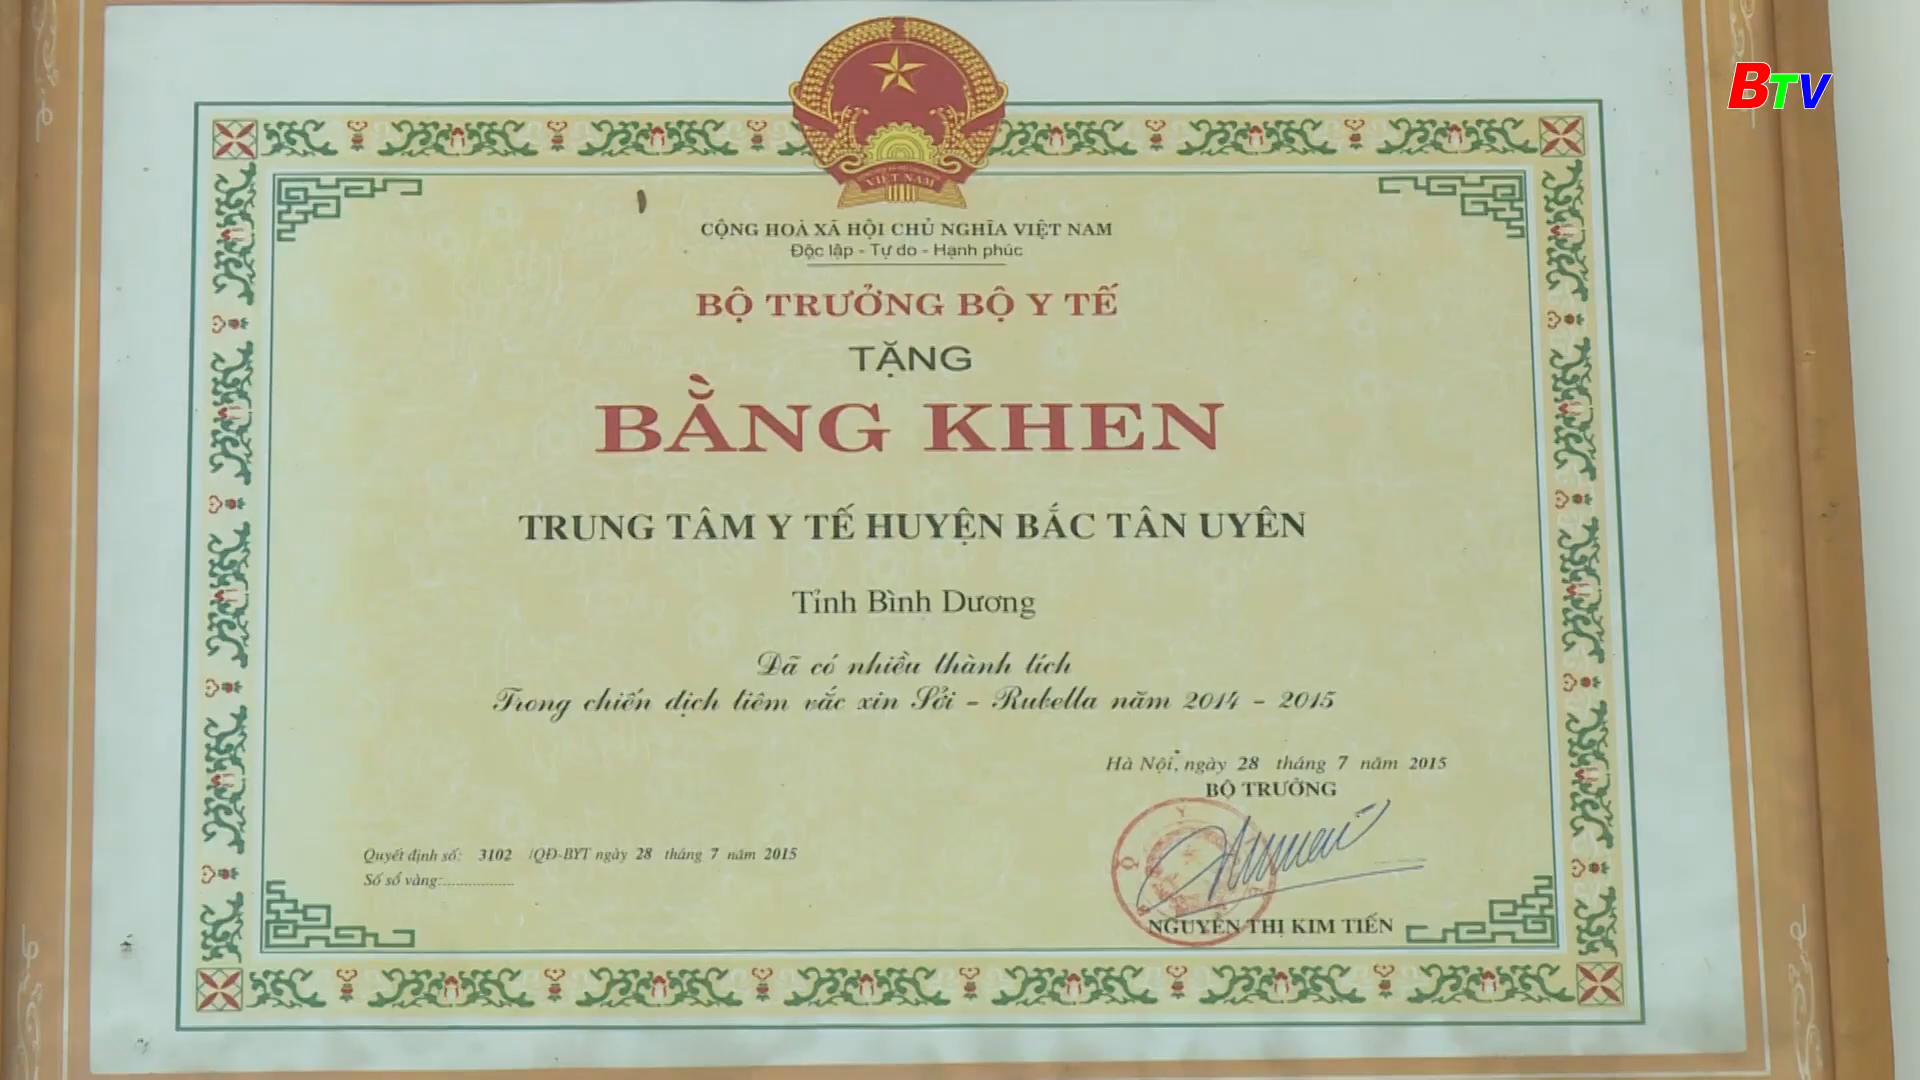 BTV
VIỆT NAM
CỘNG HOÀ XÃ HỘI CHỦ NGHĨA VIỆT NAM
Độc lập - Tự do - Hạnh phúc
BỘ TRƯỞNG BỘ Y TẾ
TẶNG
BẰNG KHEN
TRUNG TÂM Y TẾ HUYỆN BẮC TÂN UYÊN
Tỉnh Bình Dương
Đã có nhiều thành tích
Trong chiến dịch tiêm vắc xin Sởi - Rubella năm 2014 - 2015
Hà Nội, ngày 28 tháng 7 năm 2015
BỘ TRƯỞNG
Quyết định số: 3102 /QĐ-BYT ngày 28 tháng 7 năm 2015
Số sổ vàng:..................
NGUYỄN THỊ KIM TIẾN